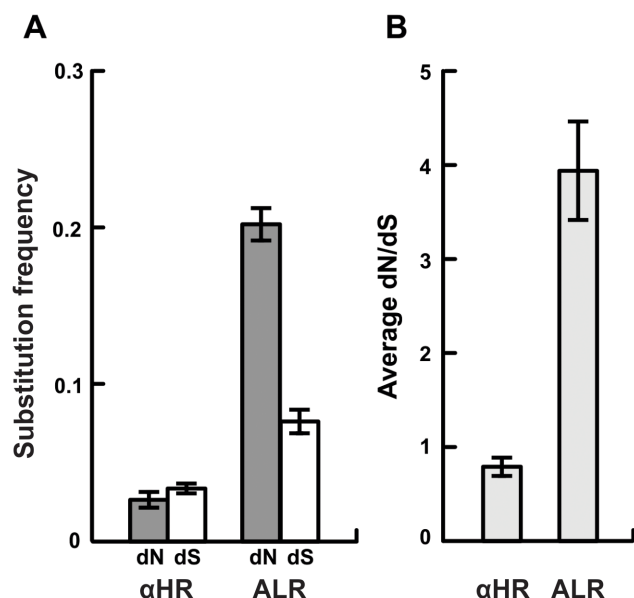 A
Substitution frequency
0.3
0.2
0.1
0
dN dS dN dS
αHR ALR
B
Average dN/dS
5
4
3
2
1
0
αHR ALR